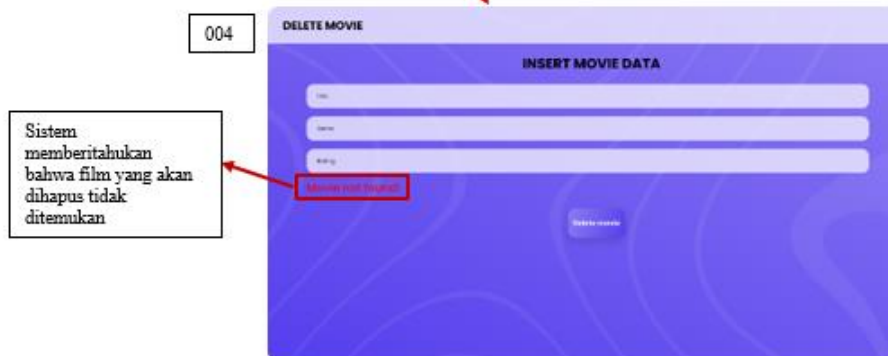 004
DELETE MOVIE
INSERT MOVIE DATA
Title
Genre
Rating
Sistem
memberitahukan
bahwa film yang akan
dihapus tidak
ditemukan
Movie not found!
Delete movie